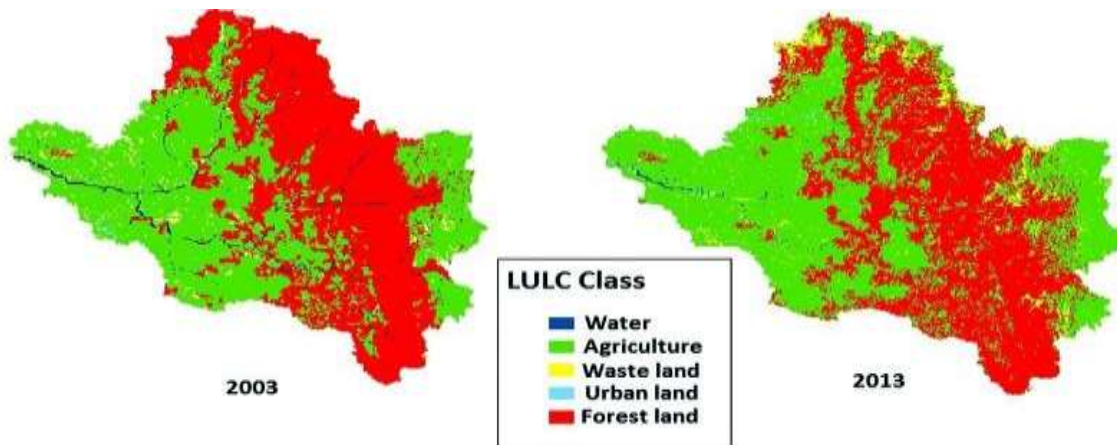 LULC Class
Water
Agriculture
Waste land
Urban land
Forest land
2003
2013